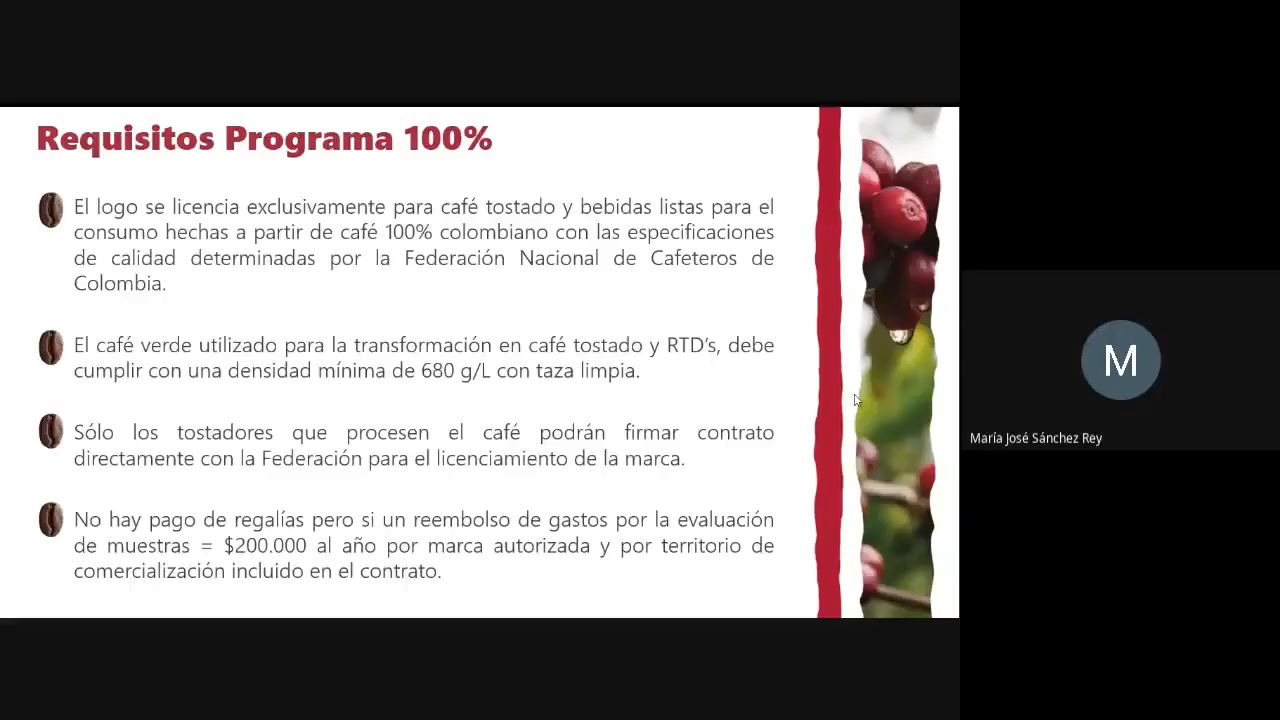 Requisitos Programa 100%
El logo se licencia exclusivamente para café tostado y bebidas listas para el
consumo hechas a partir de café 100% colombiano con las especificaciones
de calidad determinadas por la Federación Nacional de Cafeteros de
Colombia.
El café verde utilizado para la transformación en café tostado y RTD's, debe
cumplir con una densidad mínima de 680 g/L con taza limpia.
Sólo los tostadores que procesen el café podrán firmar contrato
directamente con la Federación para el licenciamiento de la marca.
No hay pago de regalías pero si un reembolso de gastos por la evaluación
de muestras = $200.000 al año por marca autorizada y por territorio de
comercialización incluido en el contrato.
M
María José Sánchez Rey